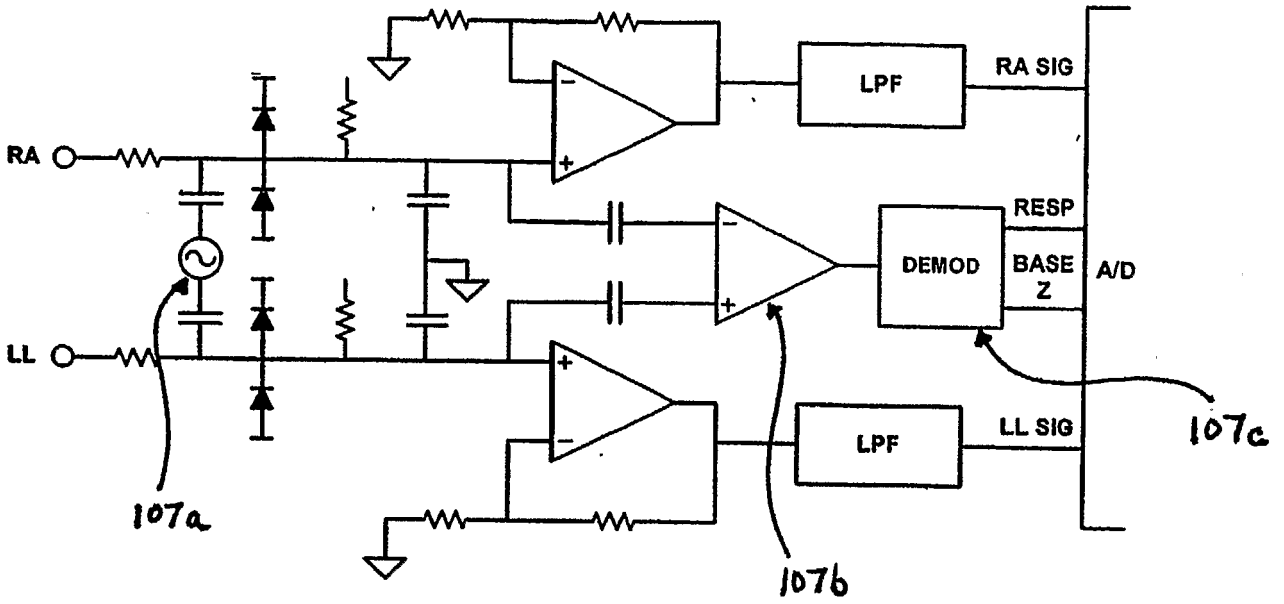 LPF
RA SIG
RA
RESP
DEMOD
BASE
Z
A/D
LL
LPF
LL SIG
107a
107b
107c